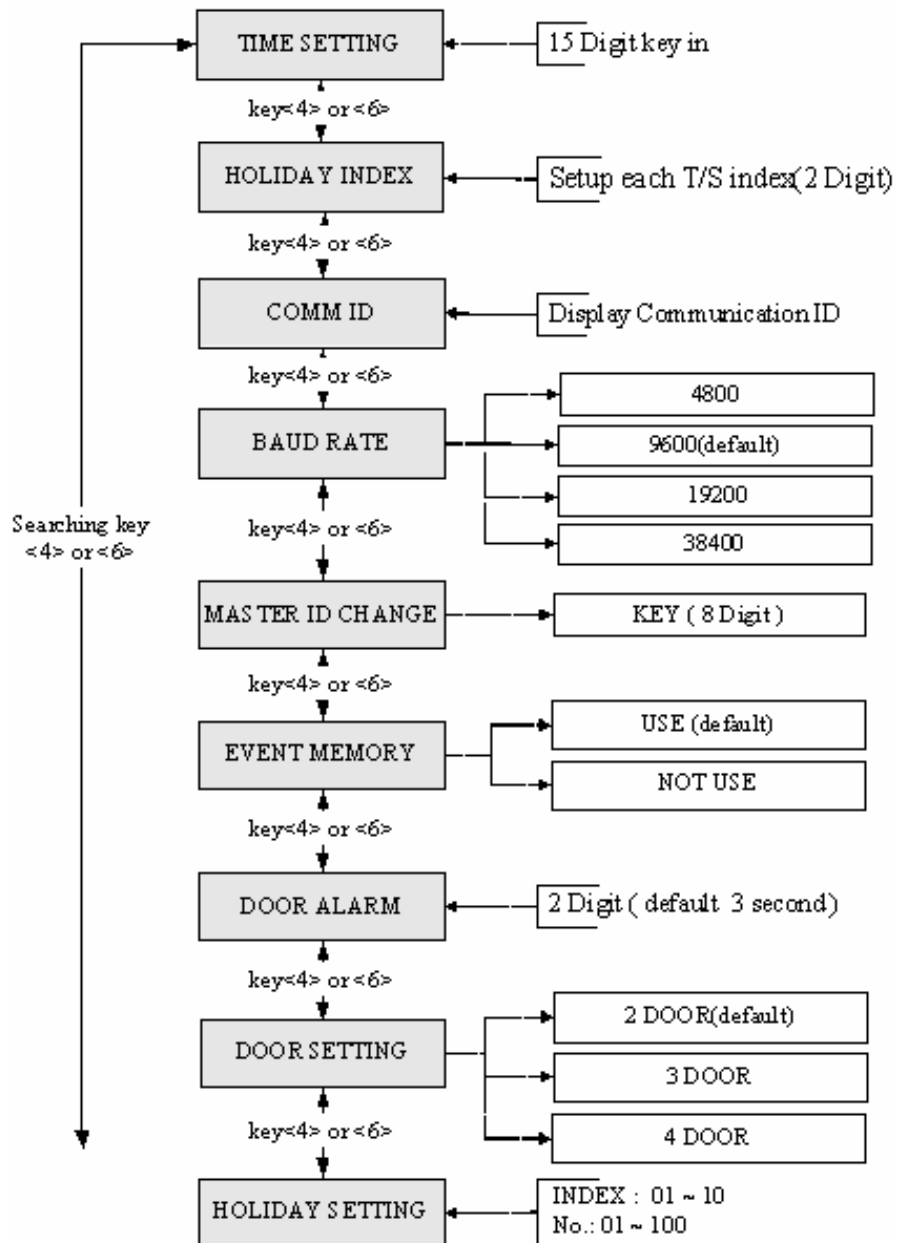 TIME SETTING
15 Digit key in
key<4> or <6>
HOLIDAY INDEX
Setup each T/S index(2 Digit)
key<4> or <6>
COMM ID
Display Communication ID
key<4> or <6>
4800
BAUD RATE
9600(default)
19200
38400
Searching key
<4> or <6>
key<4> or <6>
MASTER ID CHANGE
KEY ( 8 Digit )
key<4> or <6>
EVENT MEMORY
USE (default)
NOT USE
key<4> or <6>
DOOR ALARM
2 Digit ( default 3 second)
key<4> or <6>
DOOR SETTING
2 DOOR(default)
3 DOOR
4 DOOR
key<4> or <6>
HOLIDAY SETTING
INDEX : 01 ~ 10
No.: 01 ~ 100